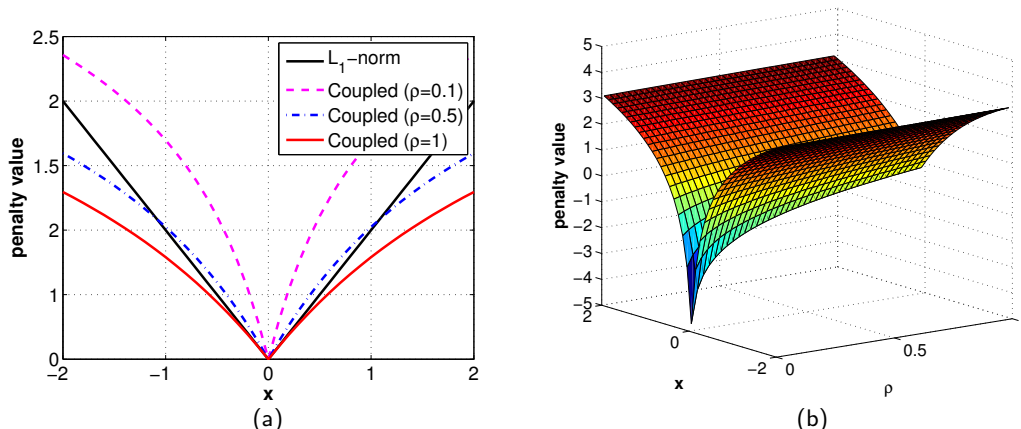 2.5
2
1.5
2
1
0
−2
−1
0
1
2
penalty value
x
L1−norm
Coupled (ρ=0.1)
Coupled (ρ=0.5)
Coupled (ρ=1)
(a)
5
4
3
2
1
0
−1
−2
−3
−4
−5
penalty value
2
0
−2
x
0
0.5
ρ
(b)